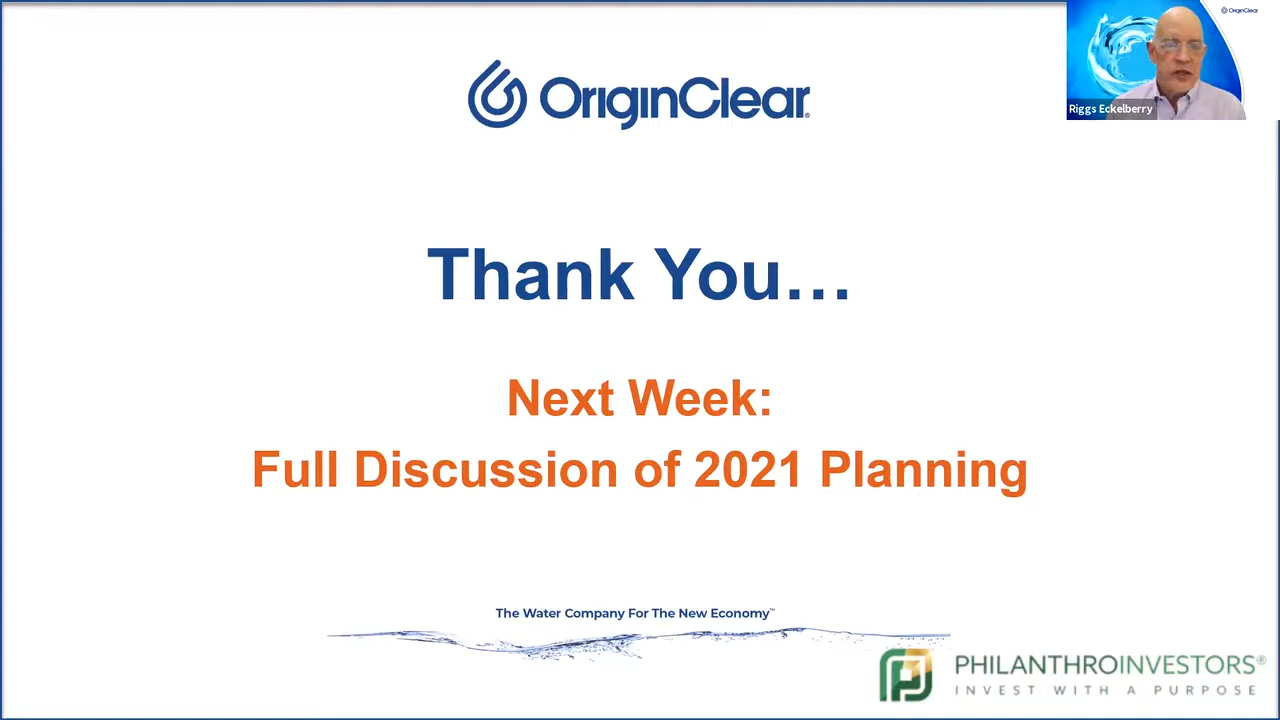 OriginClear
Riggs Eckelberry
OriginClear®
Thank You…
Next Week:
Full Discussion of 2021 Planning
The Water Company For The New Economy™
PHILANTHROINVESTORS®
INVEST WITH A PURPOSE